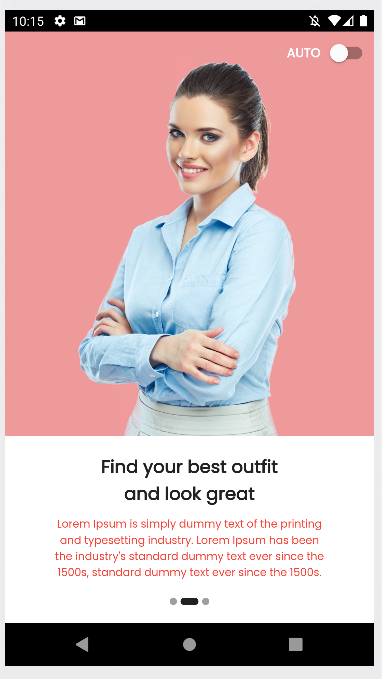 10:15
AUTO
Find your best outfit
and look great
Lorem Ipsum is simply dummy text of the printing
and typesetting industry. Lorem Ipsum has been
the industry's standard dummy text ever since the
1500s, standard dummy text ever since the 1500s.